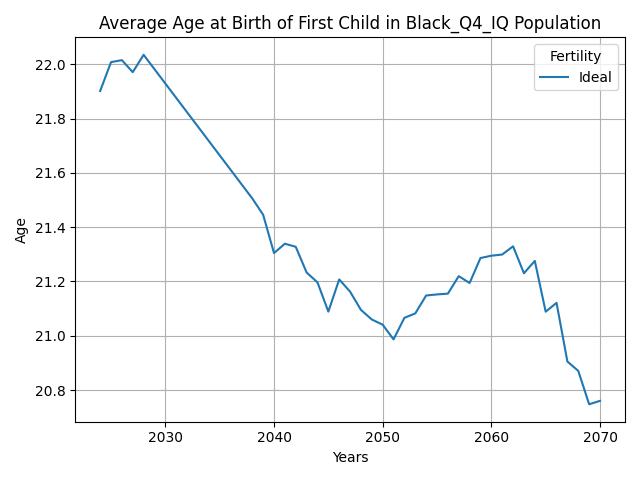 Average Age at Birth of First Child in Black_Q4_IQ Population
Fertility
Ideal
22.0
21.8
21.6
21.4
21.2
21.0
20.8
Age
2030
2040
2050
2060
2070
Years